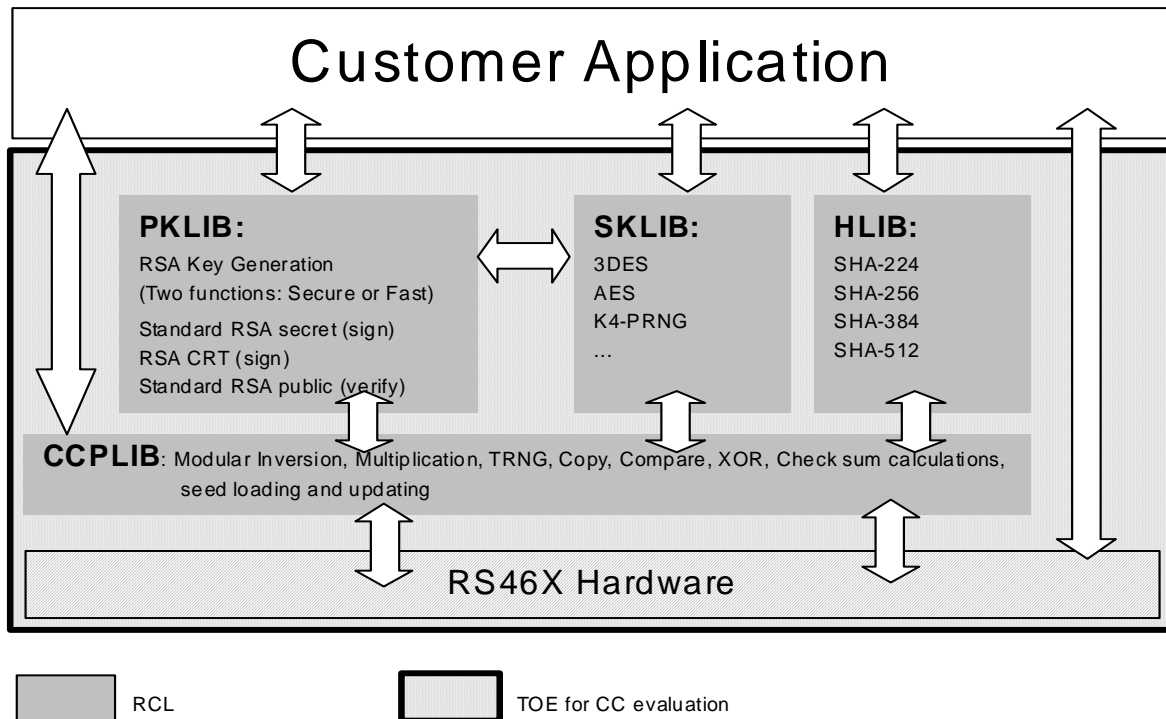 Customer Application
PKLIB:
RSA Key Generation
(Two functions: Secure or Fast)
Standard RSA secret (sign)
RSA CRT (sign)
Standard RSA public (verify)
SKLIB:
3DES
AES
K4-PRNG
...
HLIB:
SHA-224
SHA-256
SHA-384
SHA-512
CCPLIB: Modular Inversion, Multiplication, TRNG, Copy, Compare, XOR, Check sum calculations,
seed loading and updating
RS46X Hardware
RCL
TOE for CC evaluation